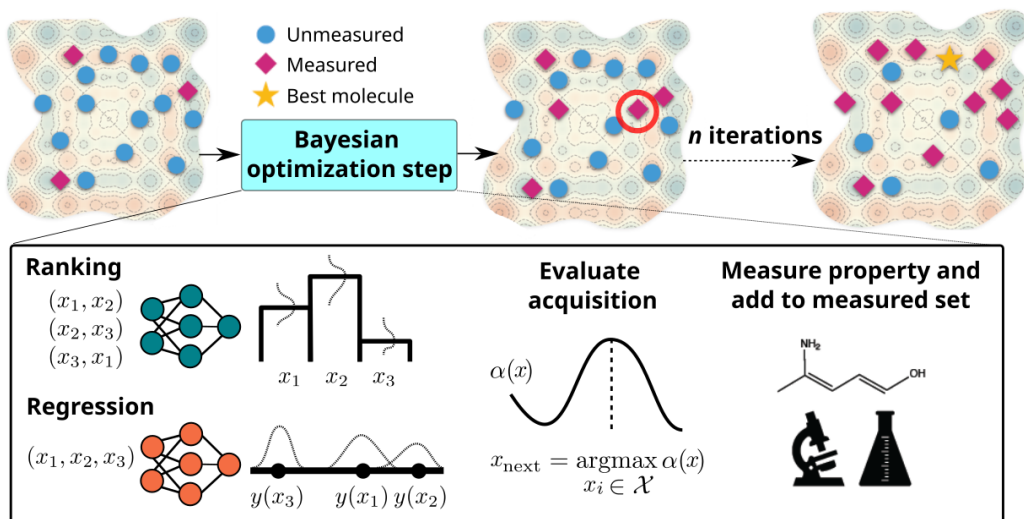 Unmeasured
Measured
Best molecule
Bayesian
optimization step
n iterations
Ranking
(x₁, x₂)
(x₂, x₃)
(x₃, x₁)
x₁ x₂ x₃
Regression
(x₁, x₂, x₃)
y(x₃) y(x₁) y(x₂)
Evaluate
acquisition
α(x)
xnext = argmax α(x)
xᵢ ∈ 𝒳
Measure property and
add to measured set
NH₂
OH